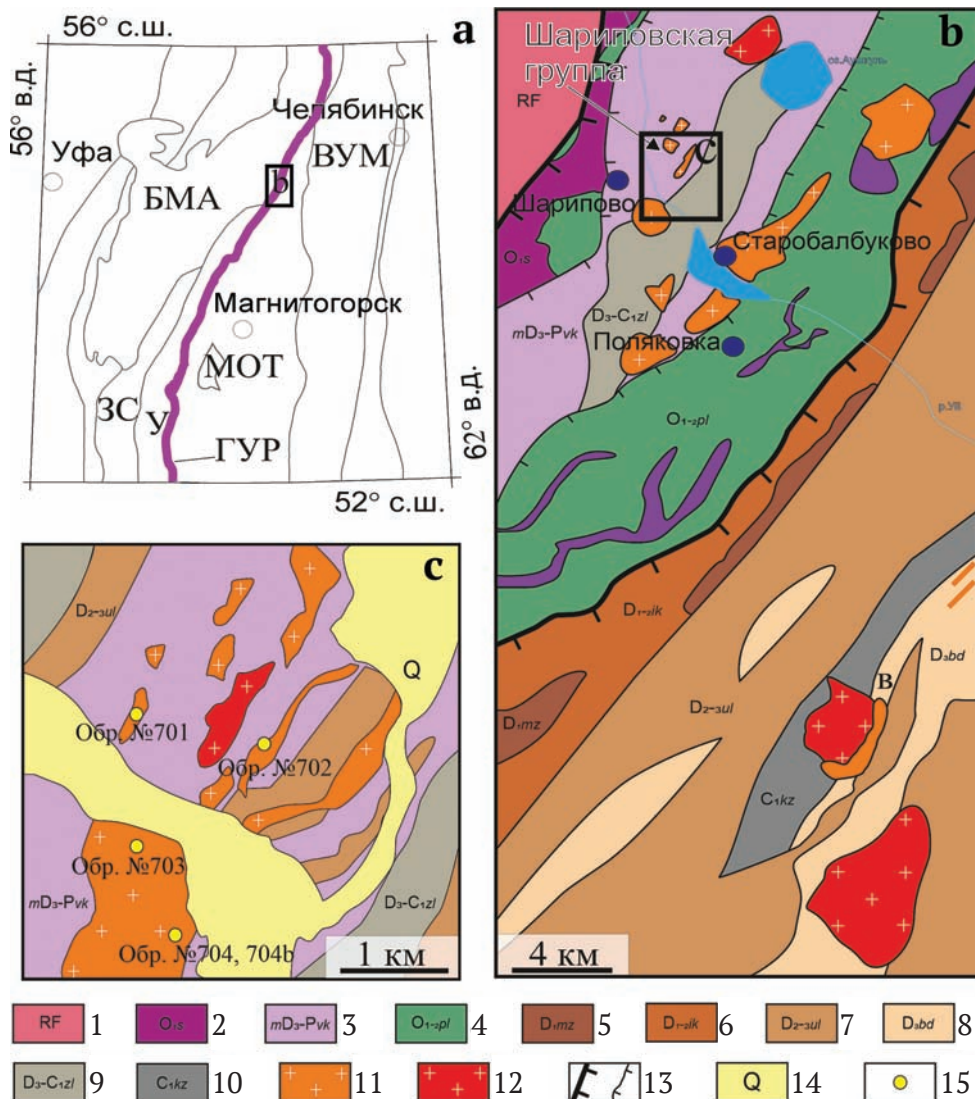 56° с.ш.
a
56° в.д.
Челябинск
Уфа
ВУМ
b
БМА
Магнитогорск
МОТ
ЗС
У
ГУР
62° в.д.
52° с.ш.
b
Шариповская
группа
RF
C
Шарипово
Старобалбуково
O₁s
D₃-C₁zl
mD₃-Pvk
Поляковка
O₁₋₂pl
р.Уй
D₁₋₂ik
D₃bd
B
D₁mz
D₂₋₃ul
C₁kz
4 км
c
D₂₋₃ul
Q
Обр. №701
Обр. №702
Обр. №703
mD₃-Pvk
D₃-C₁zl
Обр. №704, 704b
1 км
RF 1 O₁s 2 mD₃-Pvk 3 O₁₋₂pl 4 D₁mz 5 D₁₋₂ik 6 D₂₋₃ul 7 D₃bd 8
D₃-C₁zl 9 C₁kz 10 11 12 13 Q 14 15